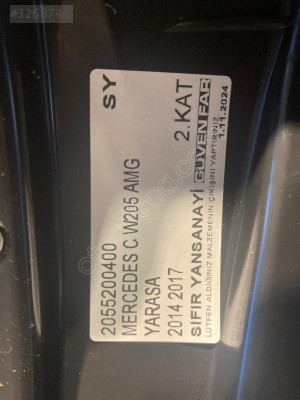 #326874
SY
2055200400
MERCEDES C W205 AMG
YARASA
2014 2017
2.KAT
SIFIR YANSANAYİ GÜVEN FAR
LÜTFEN ALDIĞINIZ MALZEMENİN ÇIKIŞINI YAPTIRINIZ
1.11.2024